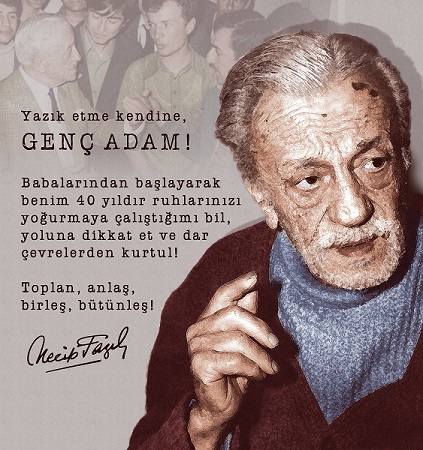 Yazık etme kendine,
GENÇ ADAM!
Babalarından başlayarak
benim 40 yıldır ruhlarınızı
yoğurmaya çalıştığımı bil,
yoluna dikkat et ve dar
çevrelerden kurtul!
Toplan, anlaş,
birleş, bütünleş!
Necip Fazıl